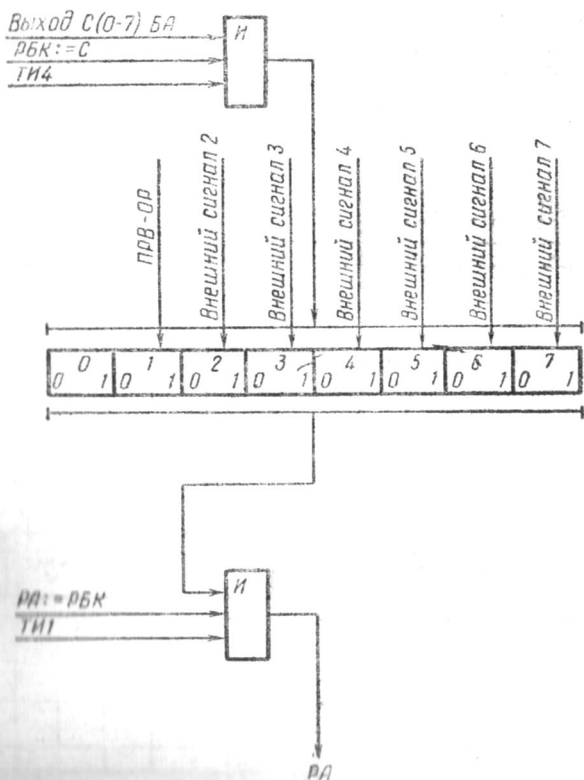 Выход С(0-7) БА
РБК:=С
ТИ4
И
ПРВ-ОР
Внешний сигнал 2
Внешний сигнал 3
Внешний сигнал 4
Внешний сигнал 5
Внешний сигнал 6
Внешний сигнал 7
0 1 2 3 4 5 6 7
0 1 0 1 0 1 0 1 0 1 0 1 0 1 0 1
И
РА:=РБК
ТИ1
РА